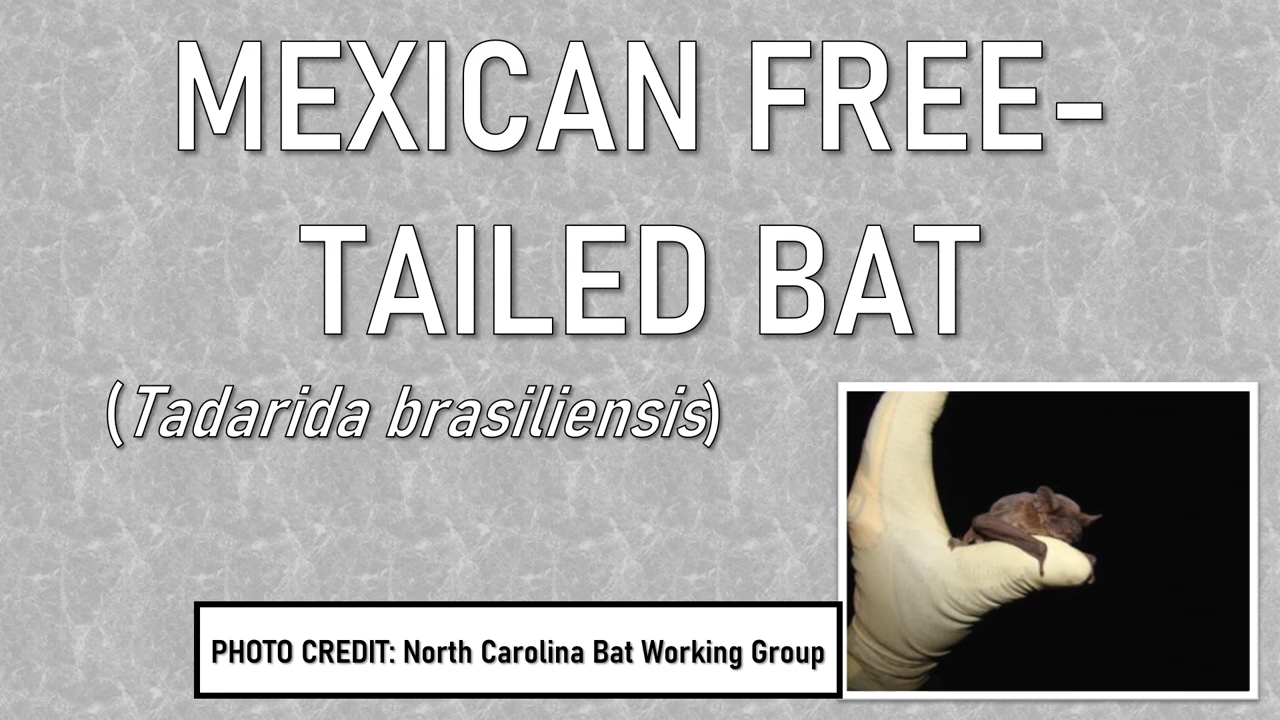 MEXICAN FREE-
TAILED BAT
(Tadarida brasiliensis)
PHOTO CREDIT: North Carolina Bat Working Group